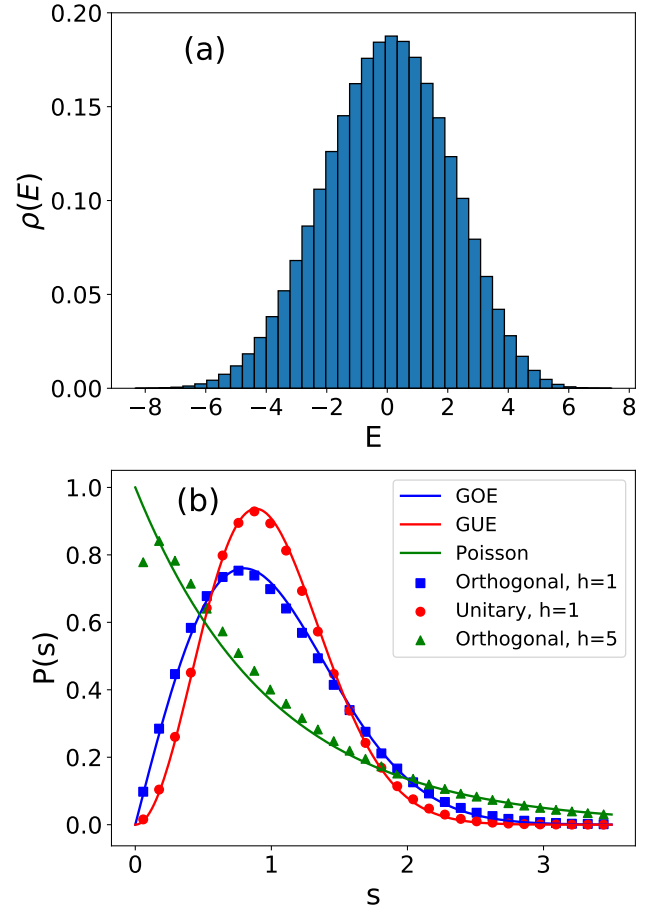 (a)
ρ(E)
0.20
0.15
0.10
0.05
0.00
−8 −6 −4 −2 0 2 4 6 8
E
(b)
P(s)
1.0
0.8
0.6
0.4
0.2
0.0
GOE
GUE
Poisson
Orthogonal, h=1
Unitary, h=1
Orthogonal, h=5
0 1 2 3
s